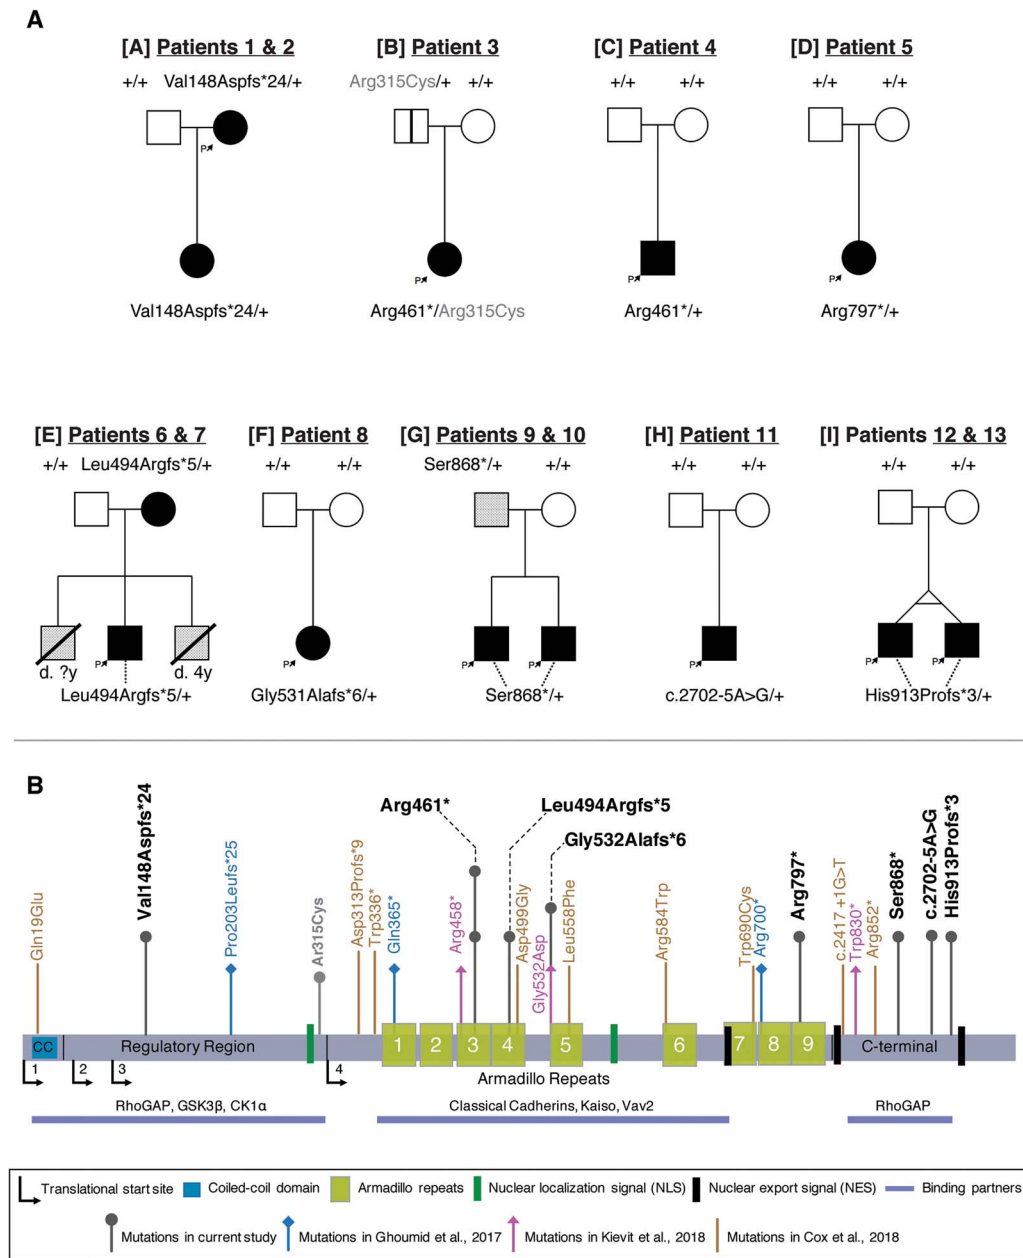 A
[A] Patients 1 & 2
[B] Patient 3
[C] Patient 4
[D] Patient 5
+/+ Val148Aspfs*24/+
Arg315Cys/+ +/+
+/+ +/+
+/+ +/+
P
P
P
P
Val148Aspfs*24/+
Arg461*/Arg315Cys
Arg461*/+
Arg797*/+
[E] Patients 6 & 7
[F] Patient 8
[G] Patients 9 & 10
[H] Patient 11
[I] Patients 12 & 13
+/+ Leu494Argfs*5/+
+/+ +/+
Ser868*/+ +/+
+/+ +/+
+/+ +/+
P
P
P
P
P
P
d. ?y
d. 4y
Leu494Argfs*5/+
Gly531Alafs*6/+
Ser868*/+
c.2702-5A>G/+
His913Profs*3/+
B
Gln19Glu
Val148Aspfs*24
Pro203Leufs*25
Ar315Cys
Asp313Profs*9
Trp336*
Gln365*
Arg461*
Arg458*
Leu494Argfs*5
Asp499Gly
Gly532Alafs*6
Gly532Asp
Leu558Phe
Arg584Trp
Trp690Cys
Arg700*
Arg797*
c.2417 +1G>T
Trp830*
Arg852*
Ser868*
c.2702-5A>G
His913Profs*3
CC
Regulatory Region
1 2 3 4 5 6 7 8 9
C-terminal
1 2 3 4
Armadillo Repeats
RhoGAP, GSK3β, CK1α
Classical Cadherins, Kaiso, Vav2
RhoGAP
Translational start site
Coiled-coil domain
Armadillo repeats
Nuclear localization signal (NLS)
Nuclear export signal (NES)
Binding partners
Mutations in current study
Mutations in Ghoumid et al., 2017
Mutations in Kievit et al., 2018
Mutations in Cox et al., 2018